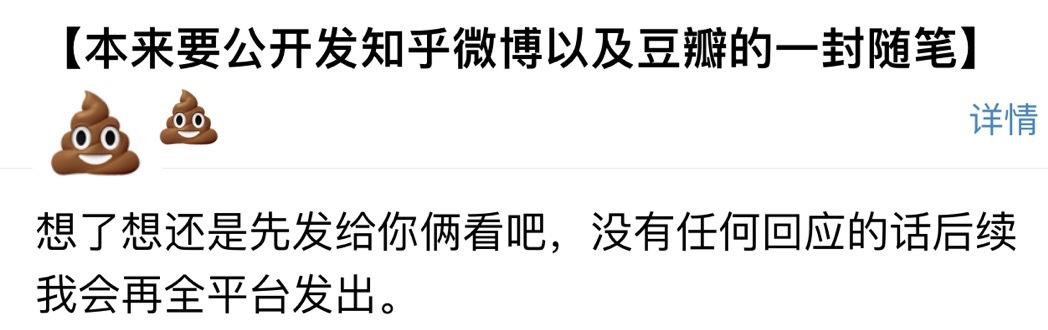 【本来要公开发知乎微博以及豆瓣的一封随笔】
详情
想了想还是先发给你俩看吧，没有任何回应的话后续
我会再全平台发出。